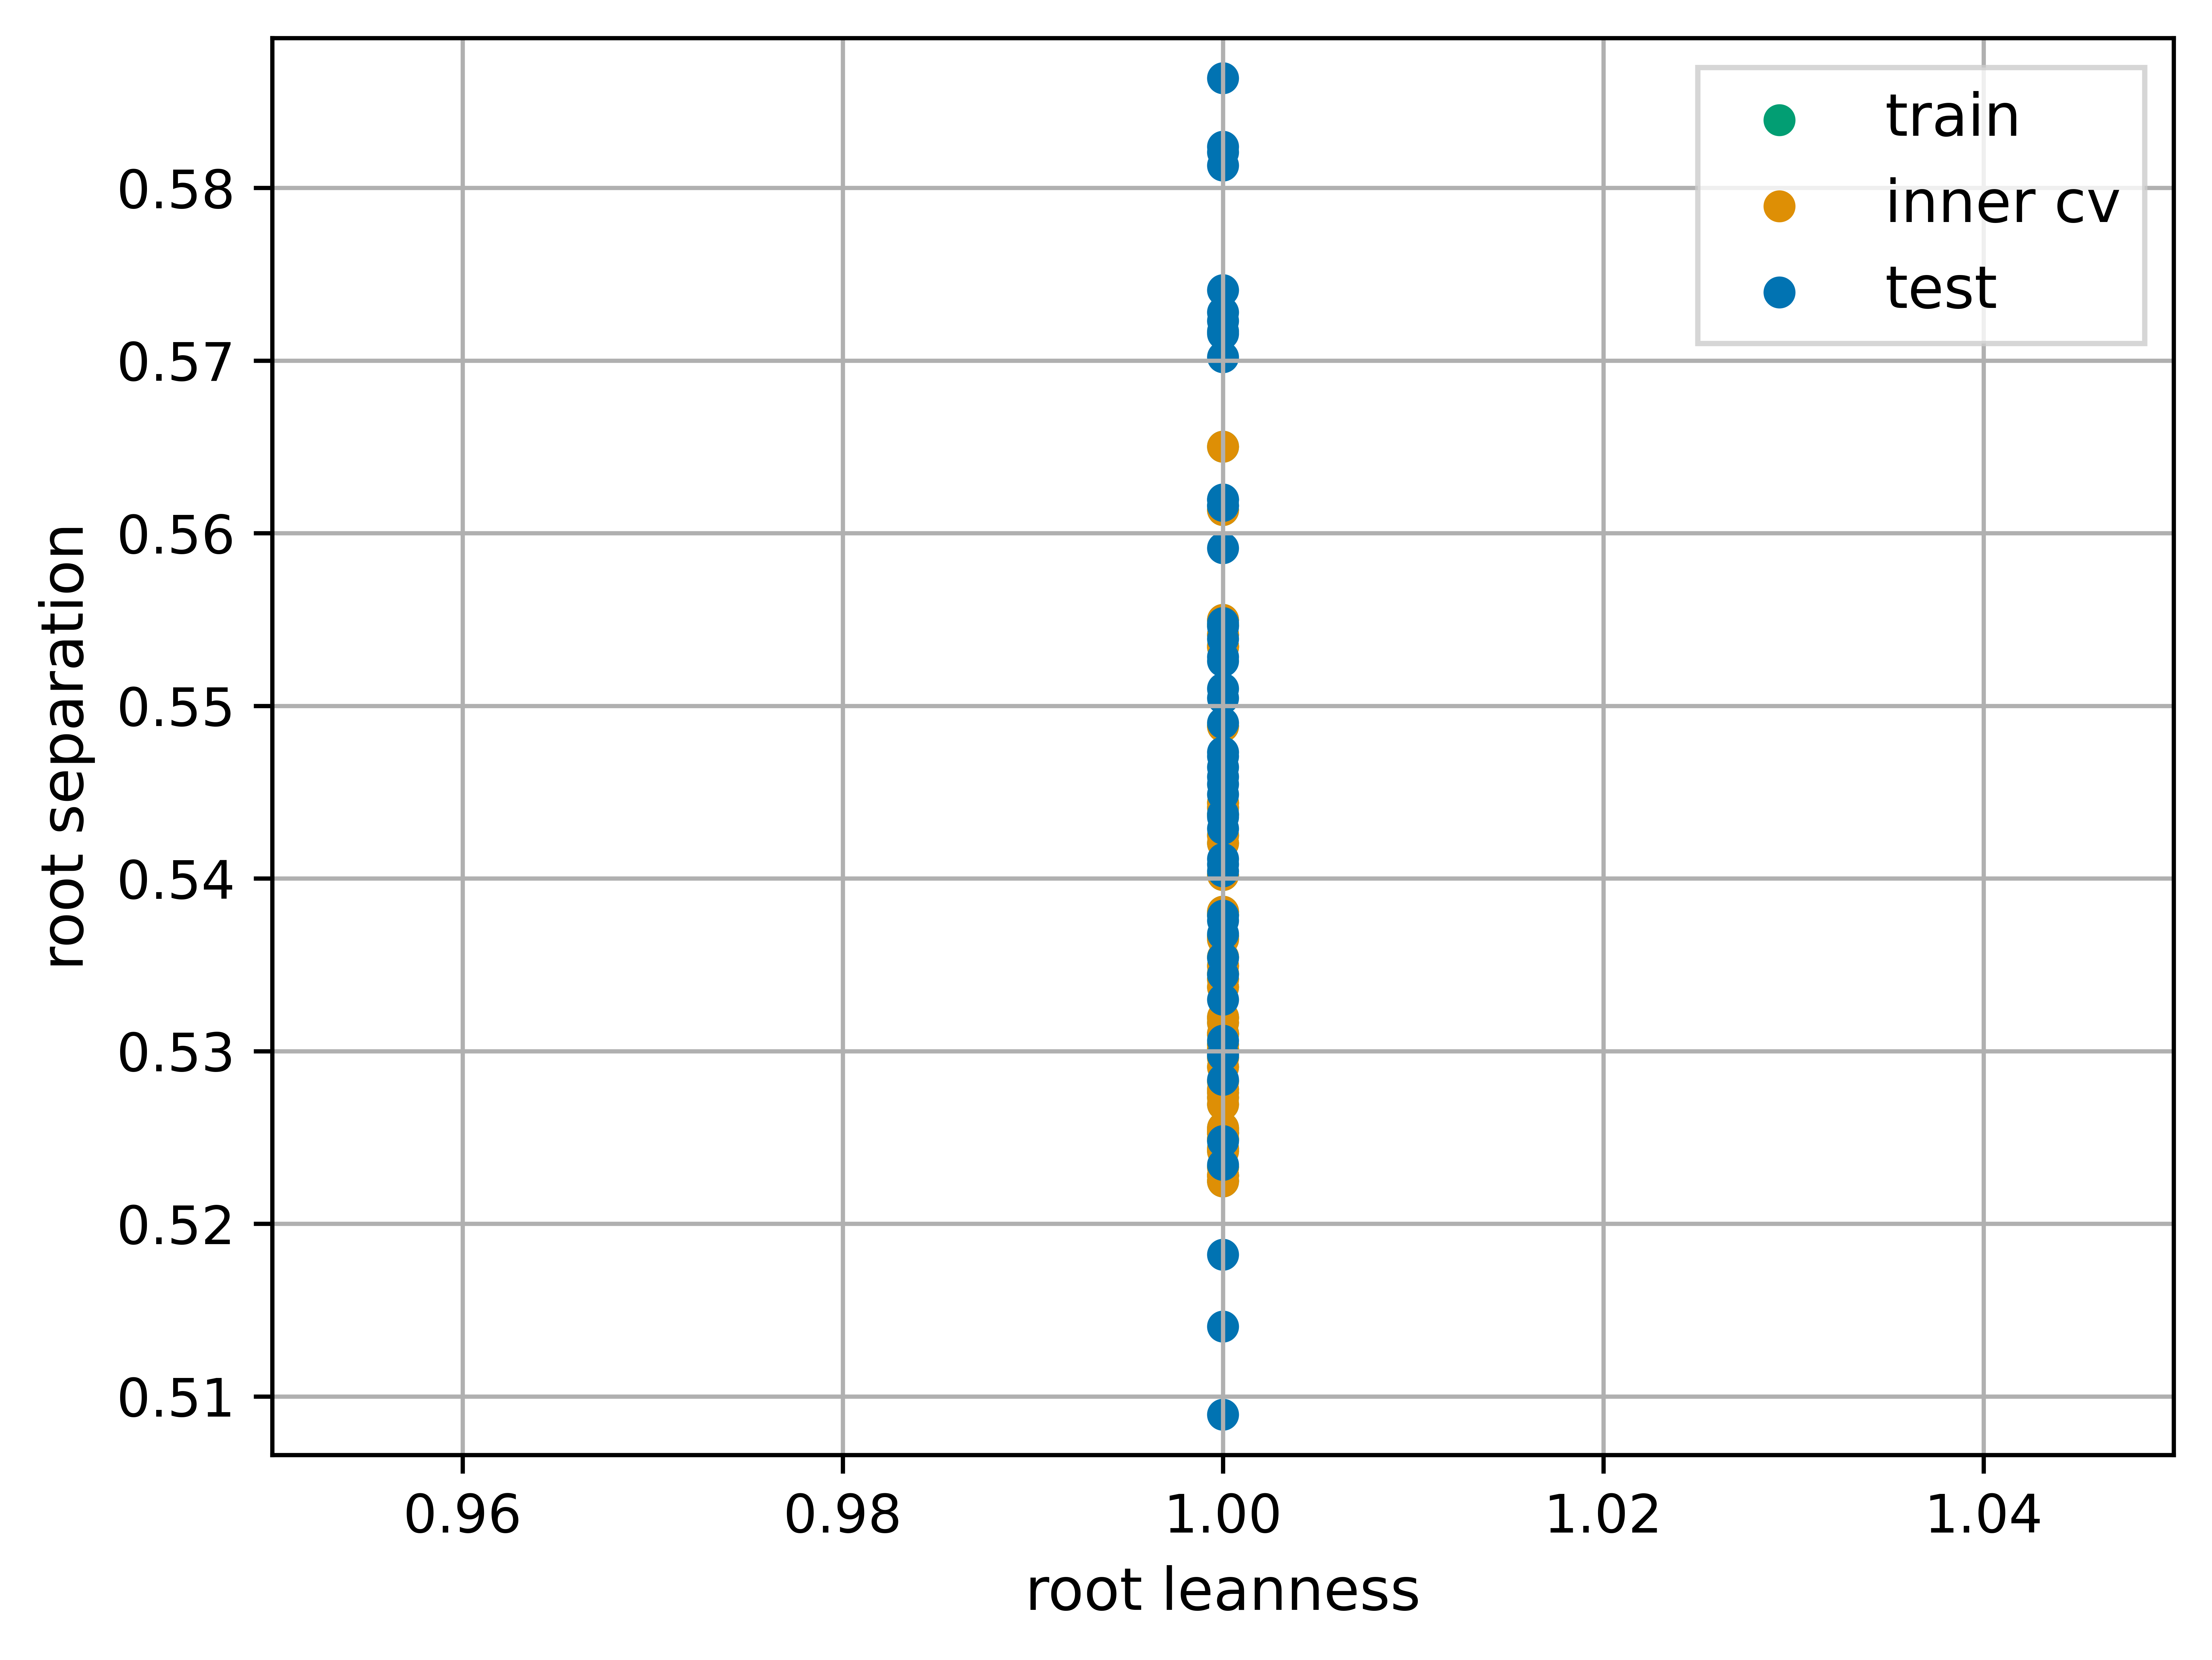 train
inner cv
test
0.58
0.57
0.56
0.55
0.54
0.53
0.52
0.51
root separation
0.96 0.98 1.00 1.02 1.04
root leanness